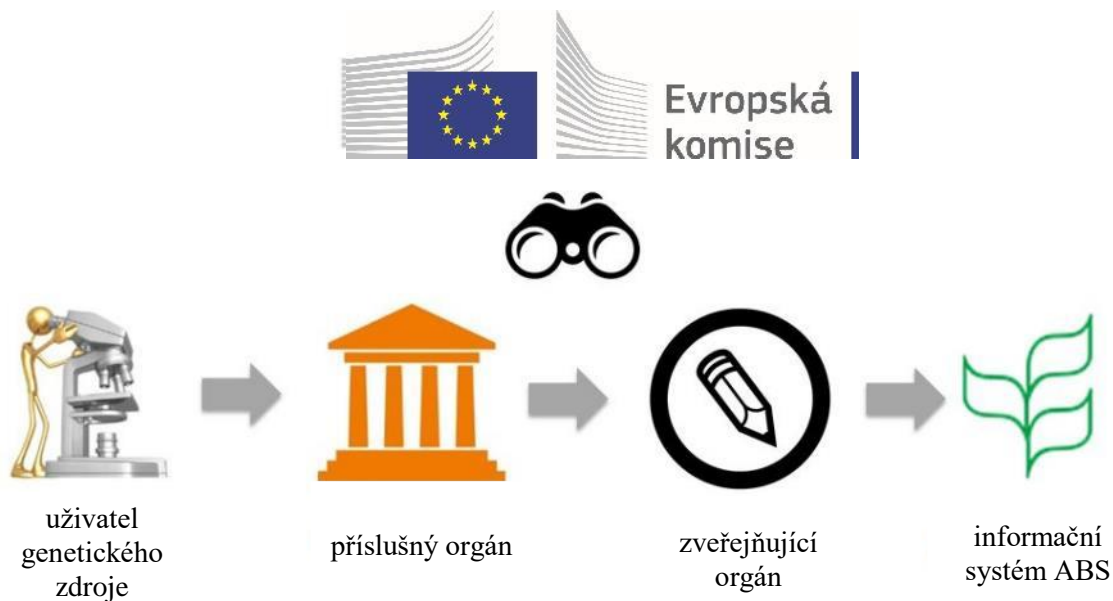 Evropská
komise
uživatel
genetického
zdroje
příslušný orgán
zveřejňující
orgán
informační
systém ABS